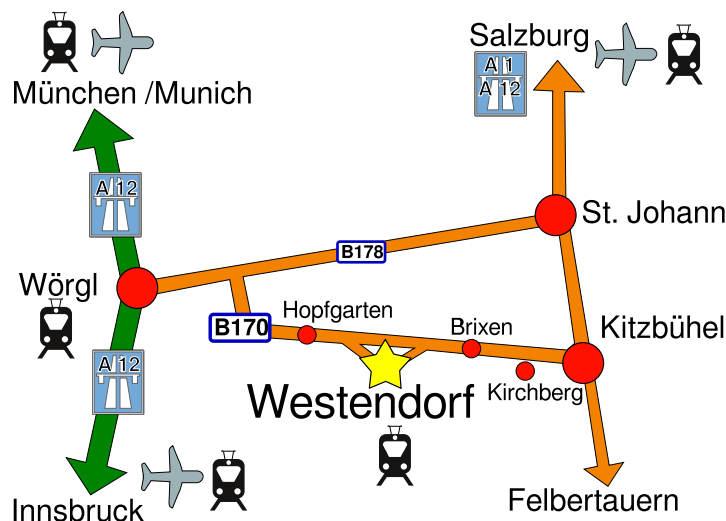 Salzburg
München /Munich
A 1
A 12
A 12
St. Johann
B178
Wörgl
Hopfgarten
B170
Brixen
Kitzbühel
A 12
Kirchberg
Westendorf
Innsbruck
Felbertauern